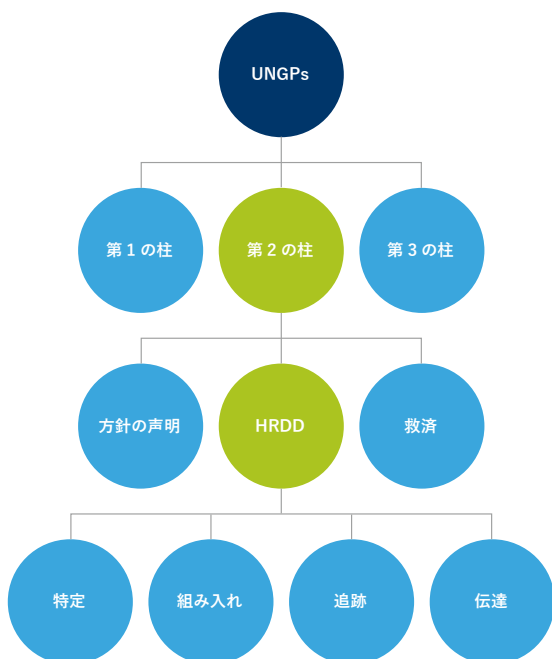 UNGPs
第 1 の柱
第 2 の柱
第 3 の柱
方針の声明
HRDD
救済
特定
組み入れ
追跡
伝達